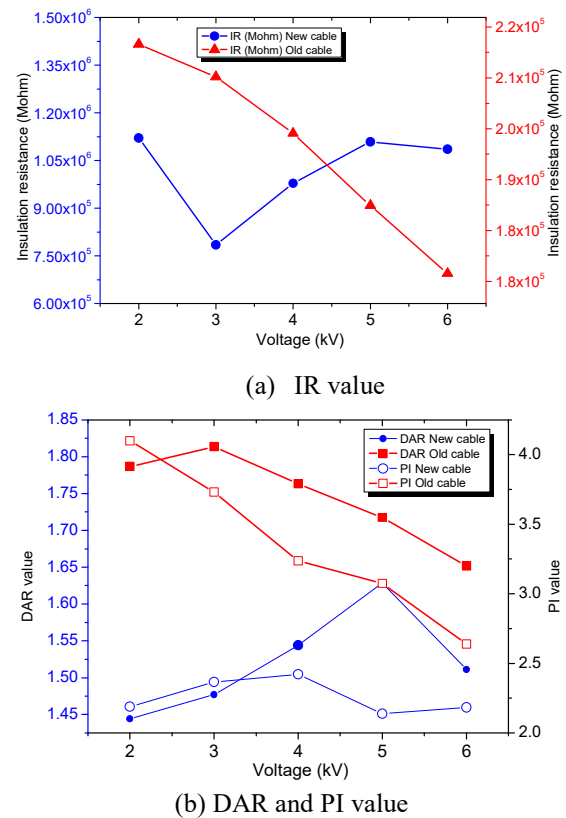 IR (Mohm) New cable
IR (Mohm) Old cable
1.50x10⁶
1.35x10⁶
1.20x10⁶
1.05x10⁶
9.00x10⁵
7.50x10⁵
6.00x10⁵
Insulation resistance (Mohm)
2.2x10⁵
2.1x10⁵
2.0x10⁵
1.8x10⁵
1.8x10⁵
1.8x10⁵
Insulation resistance (Mohm)
2 3 4 5 6
Voltage (kV)
(a) IR value
DAR New cable
DAR Old cable
PI New cable
PI Old cable
1.85
1.80
1.75
1.70
1.65
1.60
1.55
1.50
1.45
DAR value
4.0
3.5
3.0
2.5
2.0
PI value
2 3 4 5 6
Voltage (kV)
(b) DAR and PI value